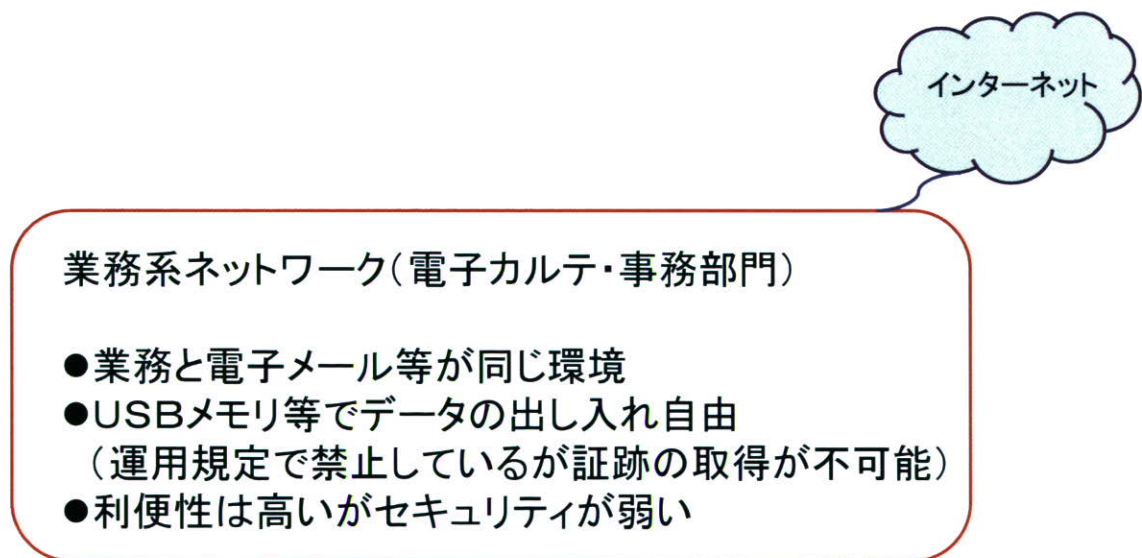 インターネット
業務系ネットワーク(電子カルテ・事務部門)
●業務と電子メール等が同じ環境
●USBメモリ等でデータの出し入れ自由
(運用規定で禁止しているが証跡の取得が不可能)
●利便性は高いがセキュリティが弱い